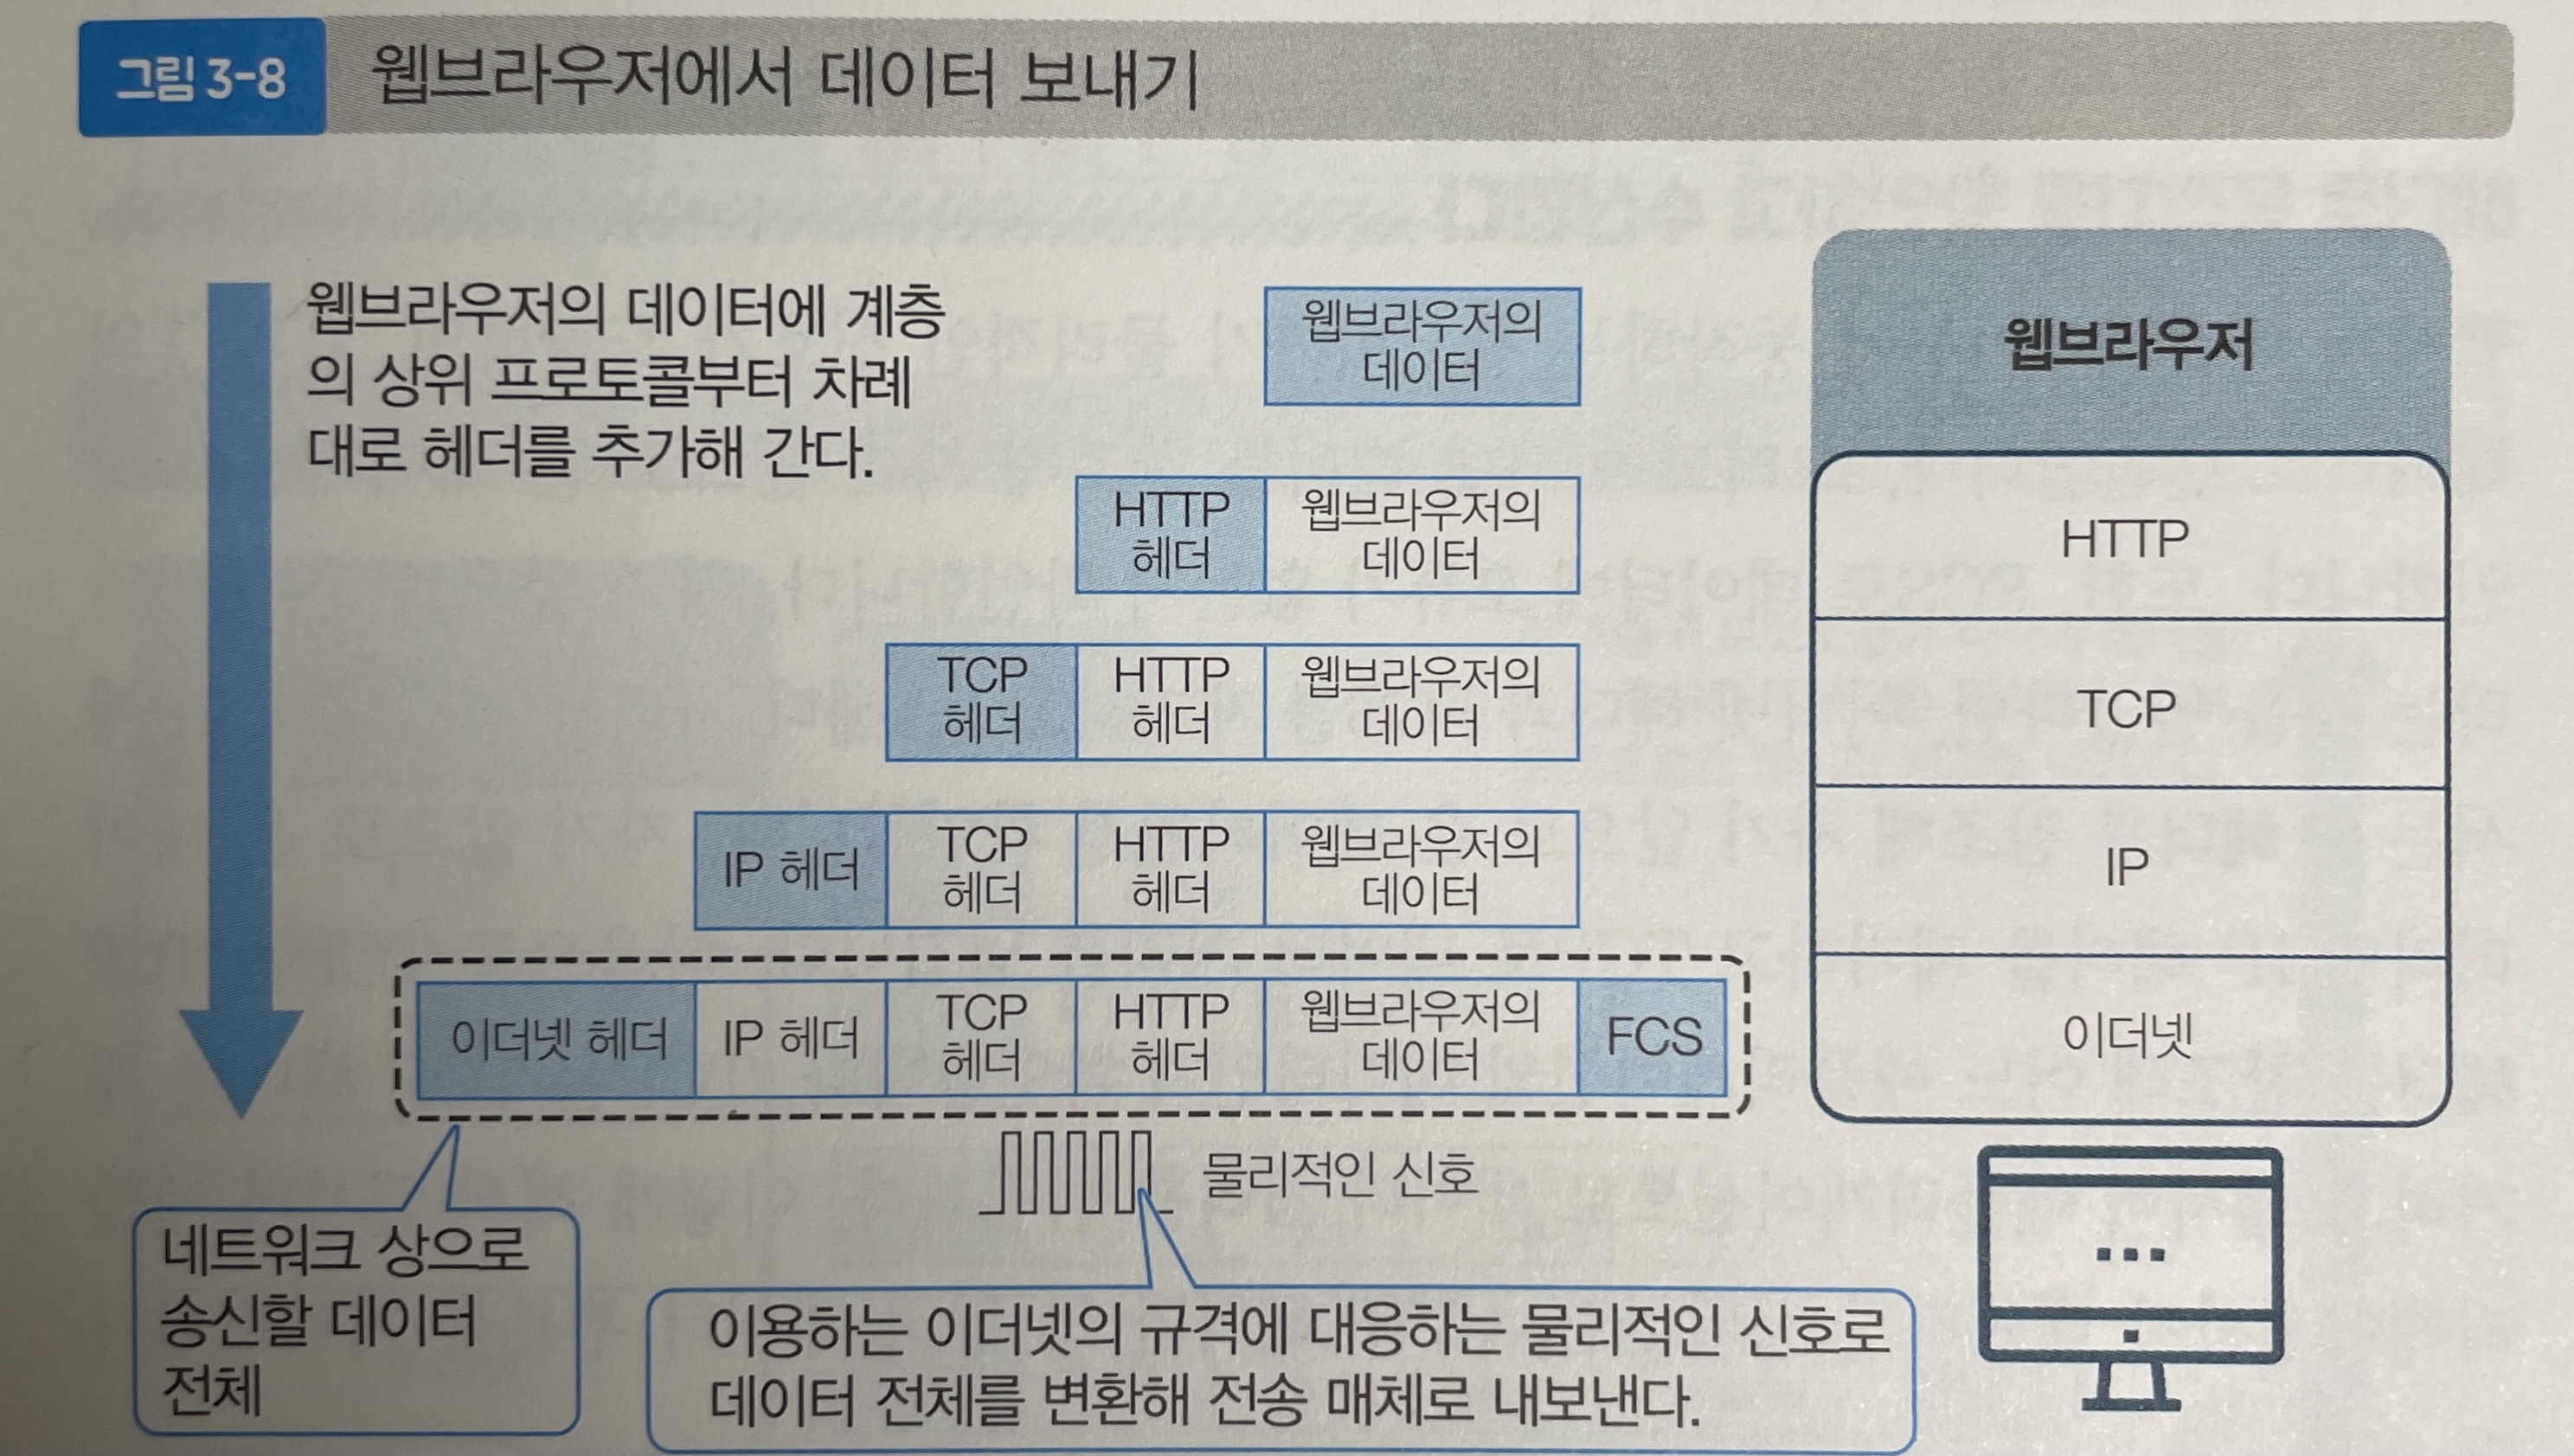 그림 3-8 웹브라우저에서 데이터 보내기
웹브라우저의 데이터에 계층
의 상위 프로토콜부터 차례
대로 헤더를 추가해 간다.
웹브라우저의
데이터
웹브라우저
HTTP
헤더
웹브라우저의
데이터
HTTP
TCP
헤더
HTTP
헤더
웹브라우저의
데이터
TCP
IP 헤더
TCP
헤더
HTTP
헤더
웹브라우저의
데이터
IP
이더넷 헤더
IP 헤더
TCP
헤더
HTTP
헤더
웹브라우저의
데이터
FCS
이더넷
물리적인 신호
네트워크 상으로
송신할 데이터
전체
이용하는 이더넷의 규격에 대응하는 물리적인 신호로
데이터 전체를 변환해 전송 매체로 내보낸다.